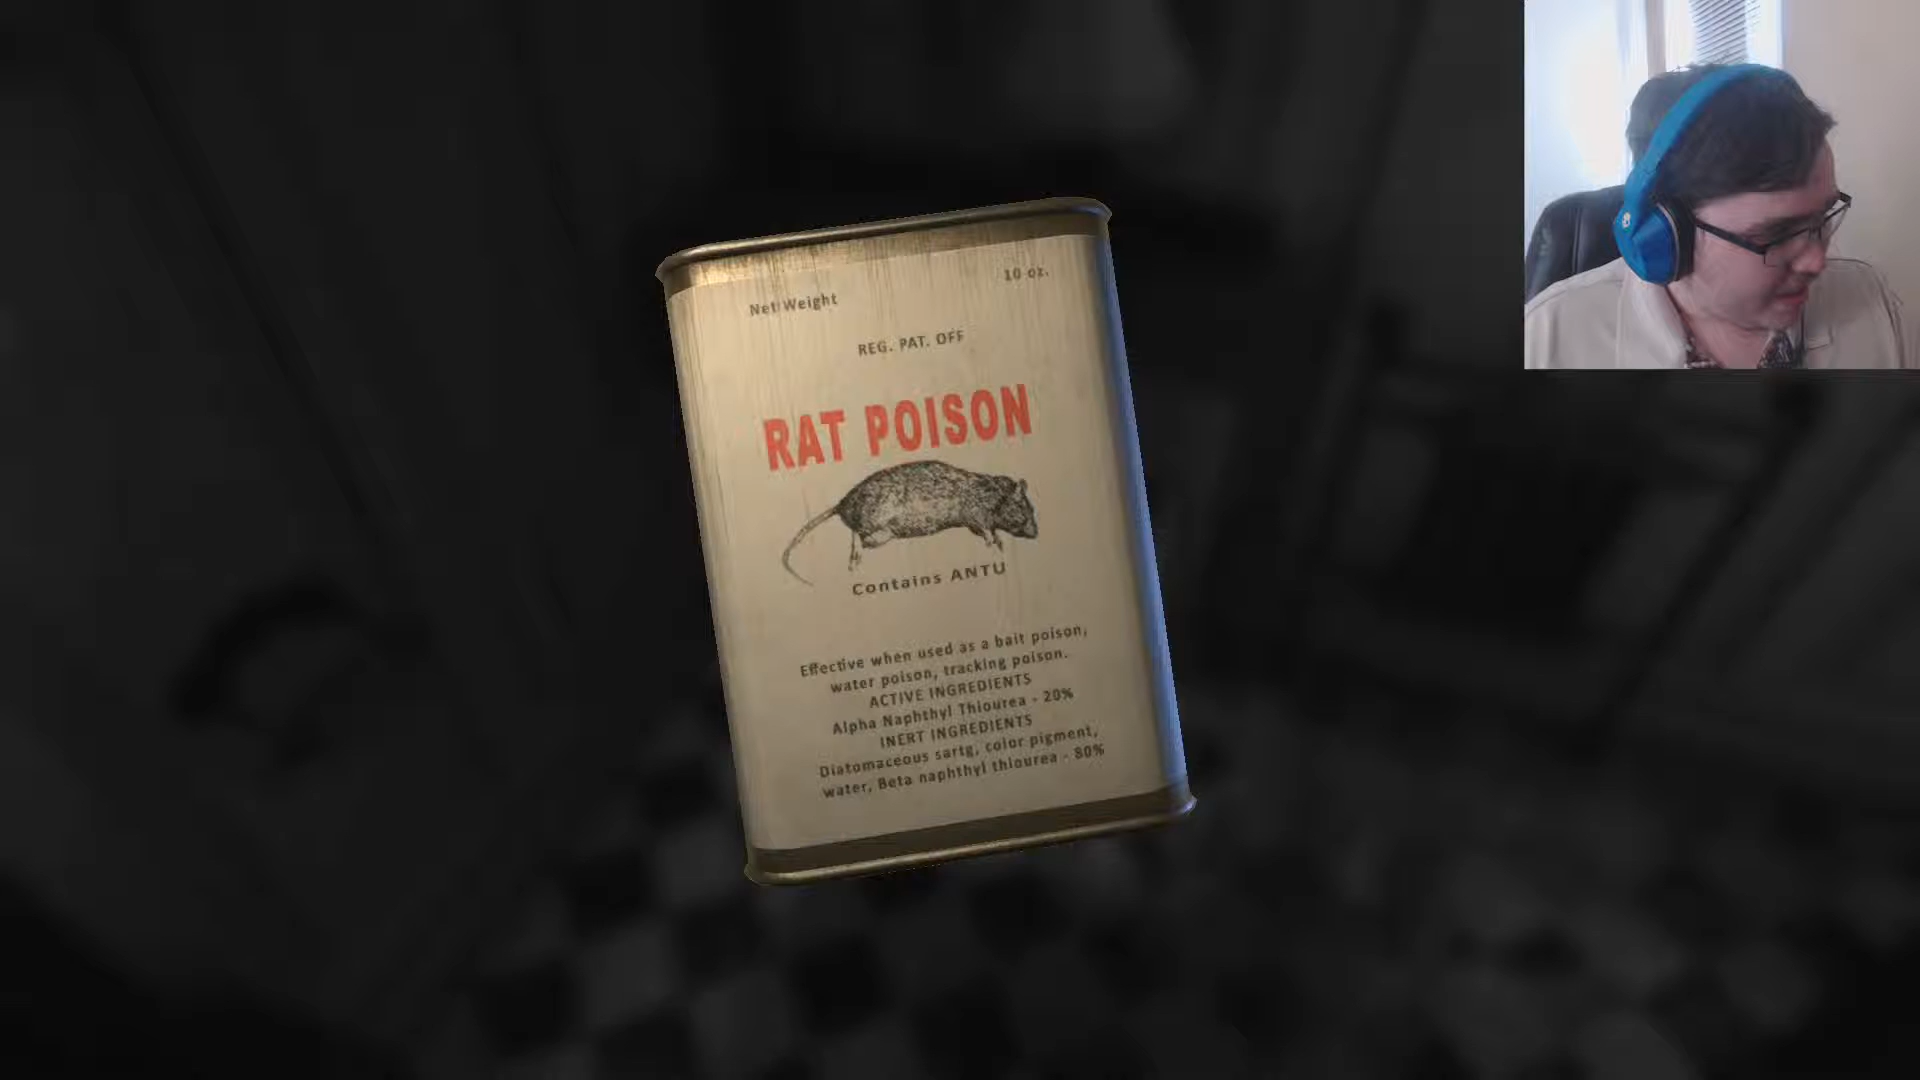 Net Weight 10 oz.
REG. PAT. OFF
RAT POISON
Contains ANTU
Effective when used as a bait poison,
water poison, tracking poison.
ACTIVE INGREDIENTS
Alpha Naphthyl Thiourea - 20%
INERT INGREDIENTS
Diatomaceous sartg, color pigment,
water, Beta naphthyl thiourea - 80%